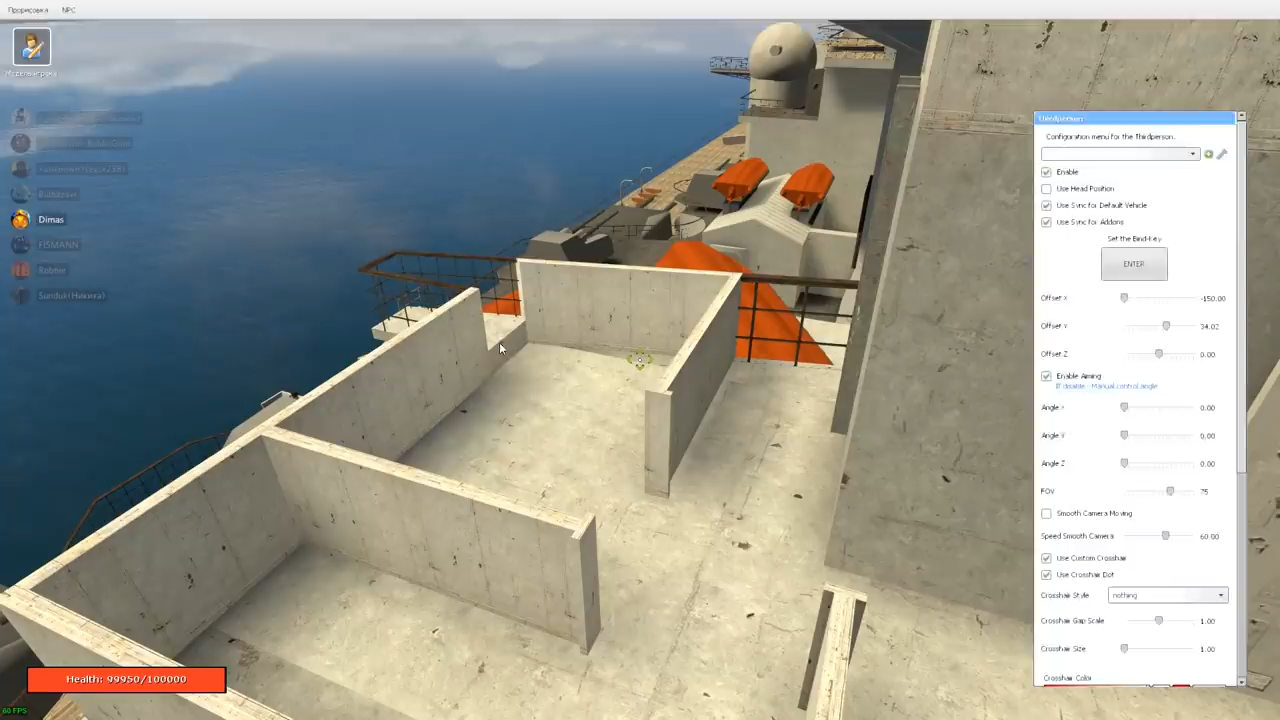 Прорисовка NPC
Модель игрока
Dimas
FISMANN
Robber
Sunduk(Никита)
Health: 99950/100000
60 FPS
Thirdperson
Configuration menu for the Thirdperson.
Enable
Use Head Position
Use Sync for Default Vehicle
Use Sync for Addons
Set the Bind-Key
ENTER
Offset X -150.00
Offset Y 34.02
Offset Z 0.00
Enable Aiming
If disable - Manual control angle
Angle X 0.00
Angle Y 0.00
Angle Z 0.00
FOV 75
Smooth Camera Moving
Speed Smooth Camera 60.00
Use Custom Crosshair
Use Crosshair Dot
Crosshair Style nothing
Crosshair Gap Scale 1.00
Crosshair Size 1.00
Crosshair Color